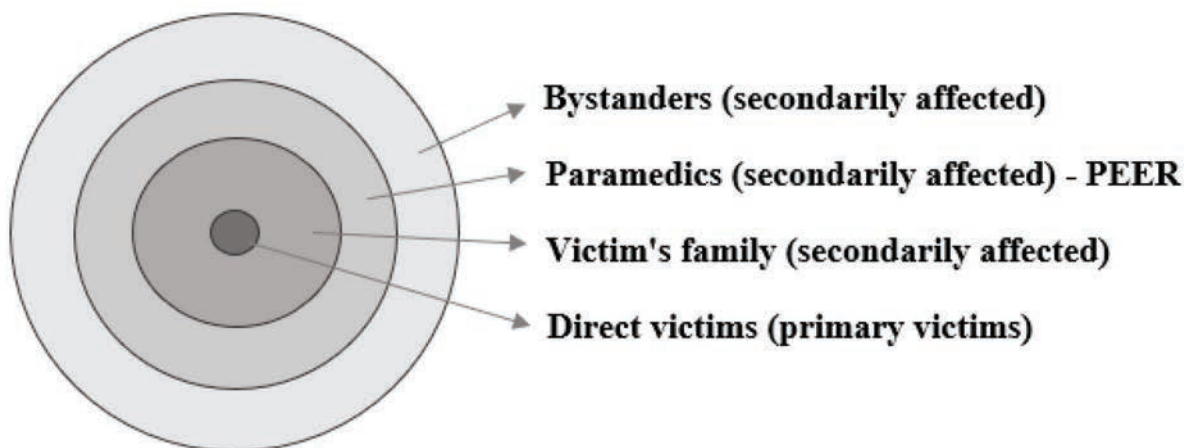 Bystanders (secondarily affected)
Paramedics (secondarily affected) - PEER
Victim's family (secondarily affected)
Direct victims (primary victims)